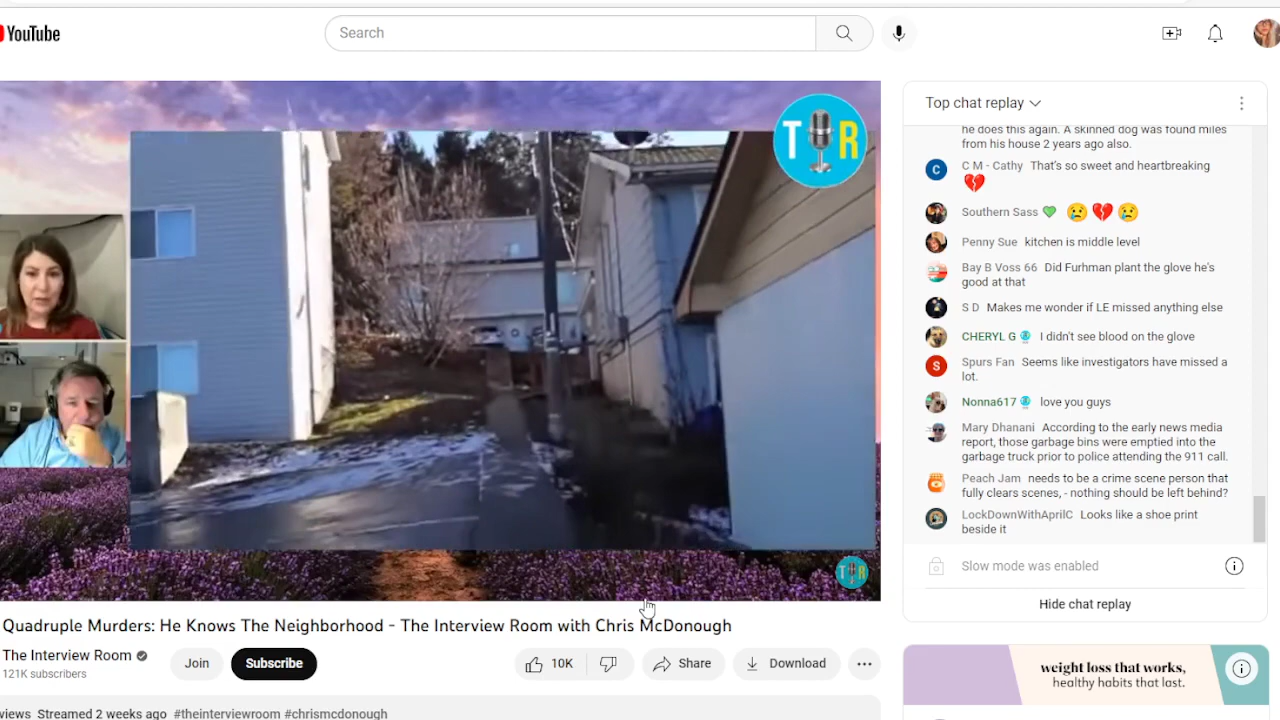 YouTube
Search
T R
Top chat replay
he does this again. A skinned dog was found miles
from his house 2 years ago also.
C
C M - Cathy That's so sweet and heartbreaking
Southern Sass
Penny Sue kitchen is middle level
Bay B Voss 66 Did Furhman plant the glove he's
good at that
S D Makes me wonder if LE missed anything else
CHERYL G I didn't see blood on the glove
S
Spurs Fan Seems like investigators have missed a
lot.
Nonna617 love you guys
Mary Dhanani According to the early news media
report, those garbage bins were emptied into the
garbage truck prior to police attending the 911 call.
Peach Jam needs to be a crime scene person that
fully clears scenes, - nothing should be left behind?
LockDownWithAprilC Looks like a shoe print
beside it
Slow mode was enabled
Hide chat replay
T R
Quadruple Murders: He Knows The Neighborhood - The Interview Room with Chris McDonough
The Interview Room
121K subscribers
Join
Subscribe
10K
Share
Download
views Streamed 2 weeks ago #theinterviewroom #chrismcdonough
weight loss that works,
healthy habits that last.